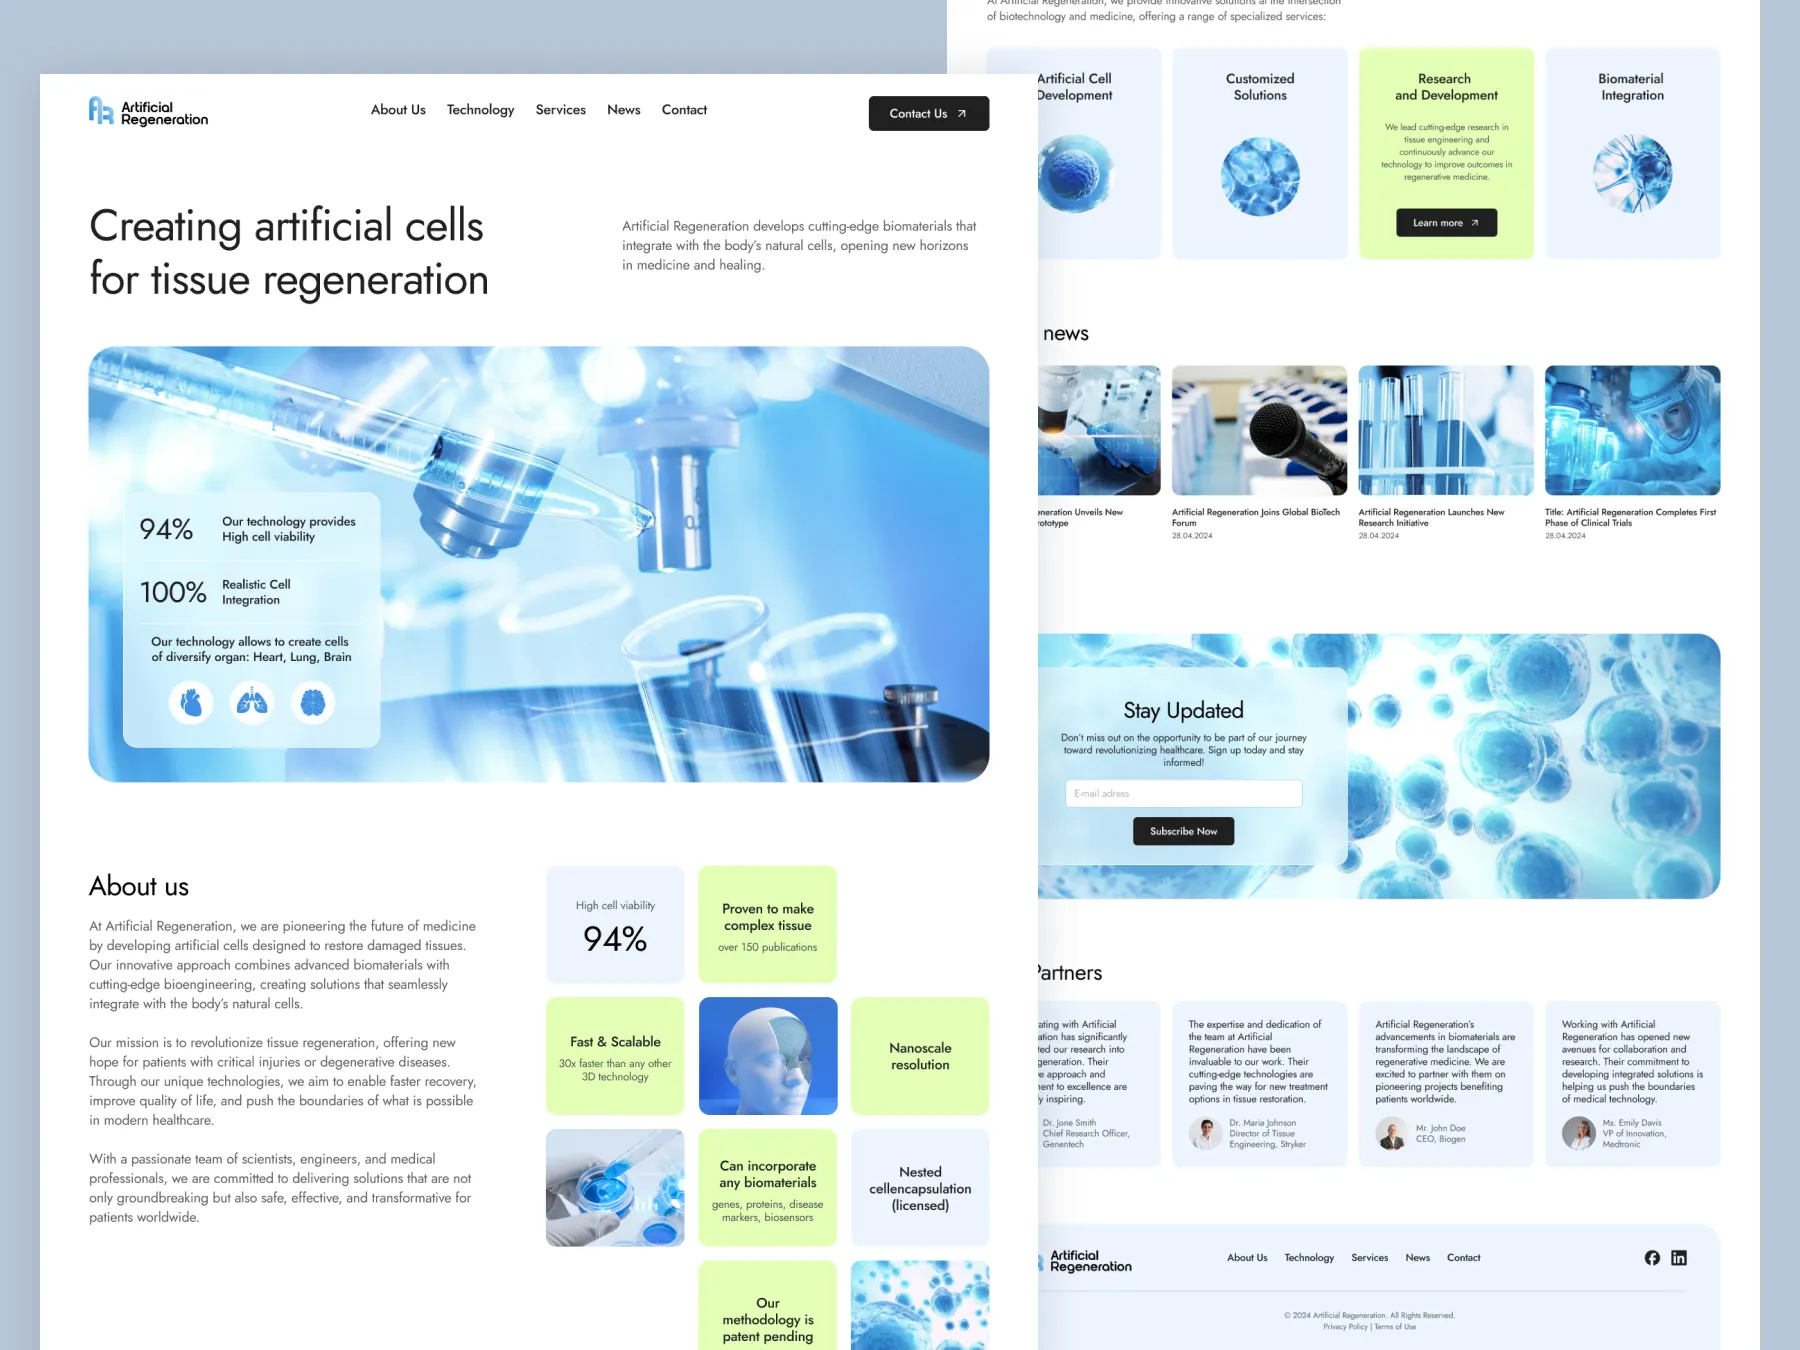 Artificial
Regeneration
About Us
Technology
Services
News
Contact
Contact Us
Creating artificial cells
for tissue regeneration
Artificial Regeneration develops cutting-edge biomaterials that
integrate with the body's natural cells, opening new horizons
in medicine and healing.
94%
Our technology provides
High cell viability
100%
Realistic Cell
Integration
Our technology allows to create cells
of diversify organ: Heart, Lung, Brain
About us
At Artificial Regeneration, we are pioneering the future of medicine
by developing artificial cells designed to restore damaged tissues.
Our innovative approach combines advanced biomaterials with
cutting-edge bioengineering, creating solutions that seamlessly
integrate with the body's natural cells.
Our mission is to revolutionize tissue regeneration, offering new
hope for patients with critical injuries or degenerative diseases.
Through our unique technologies, we aim to enable faster recovery,
improve quality of life, and push the boundaries of what is possible
in modern healthcare.
With a passionate team of scientists, engineers, and medical
professionals, we are committed to delivering solutions that are not
only groundbreaking but also safe, effective, and transformative for
patients worldwide.
High cell viability
94%
Proven to make
complex tissue
over 150 publications
Fast & Scalable
30x faster than any other
3D technology
Nanoscale
resolution
Can incorporate
any biomaterials
genes, proteins, disease
markers, biosensors
Nested
cellencapsulation
(licensed)
Our
methodology is
patent pending
At Artificial Regeneration, we provide innovative solutions at the intersection
of biotechnology and medicine, offering a range of specialized services:
Artificial Cell
Development
Customized
Solutions
Research
and Development
We lead cutting-edge research in
tissue engineering and
continuously advance our
technology to improve outcomes in
regenerative medicine.
Learn more
Biomaterial
Integration
news
Unveils New
Artificial Regeneration Joins Global BioTech
Forum
28.04.2024
Artificial Regeneration Launches New
Research Initiative
28.04.2024
Title: Artificial Regeneration Completes First
Phase of Clinical Trials
28.04.2024
Stay Updated
Don't miss out on the opportunity to be part of our journey
toward revolutionizing healthcare. Sign up today and stay
informed!
E-mail adress
Subscribe Now
Partners
with Artificial
has significantly
our research into
approach and
to excellence are
inspiring.
Dr. Jone Smith
Chief Research Officer,
Genentech
The expertise and dedication of
the team at Artificial
Regeneration have been
invaluable to our work. Their
cutting-edge technologies are
paving the way for new treatment
options in tissue restoration.
Dr. Maria Johnson
Director of Tissue
Engineering, Stryker
Artificial Regeneration's
advancements in biomaterials are
transforming the landscape of
regenerative medicine. We are
excited to partner with them on
pioneering projects benefiting
patients worldwide.
Mr. John Doe
CEO, Biogen
Working with Artificial
Regeneration has opened new
avenues for collaboration and
research. Their commitment to
developing integrated solutions is
helping us push the boundaries
of medical technology.
Ms. Emily Davis
VP of Innovation,
Medtronic
Artificial
Regeneration
About Us
Technology
Services
News
Contact
© 2024 Artificial Regeneration. All Rights Reserved.
Privacy Policy | Terms of Use